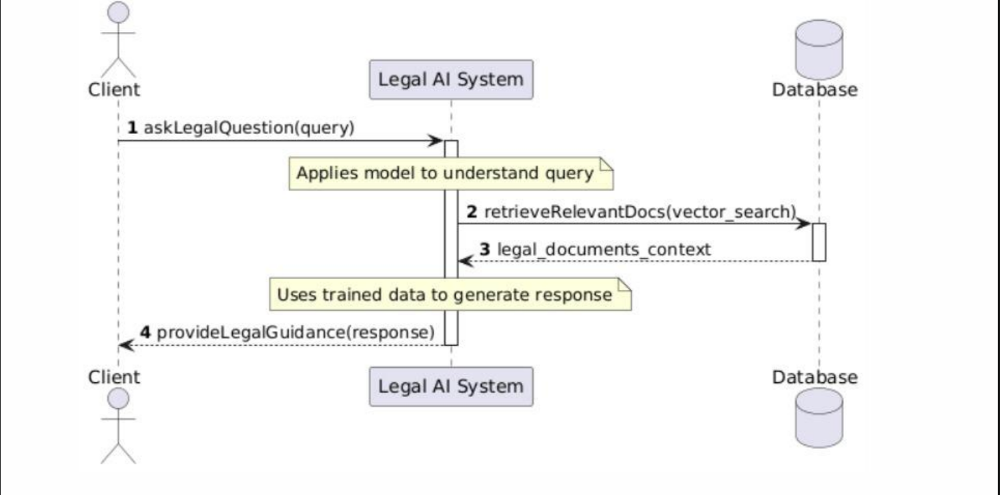 Client
Legal AI System
Database
1 askLegalQuestion(query)
Applies model to understand query
2 retrieveRelevantDocs(vector_search)
3 legal_documents_context
Uses trained data to generate response
4 provideLegalGuidance(response)
Client
Legal AI System
Database